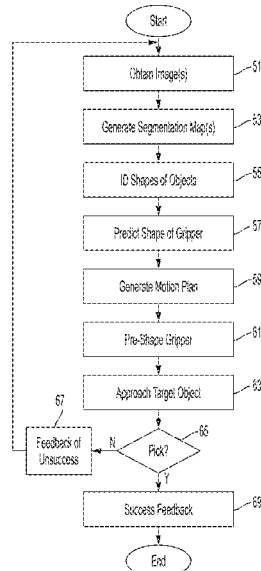 Start
Obtain Image(s)
51
Generate Segmentation Map(s)
53
ID Shapes of Objects
55
Predict Shape of Gripper
57
Generate Motion Plan
59
Pre-Shape Gripper
61
Approach Target Object
63
67
65
Feedback of
Unsuccess
N
Pick?
Y
Success Feedback
69
End